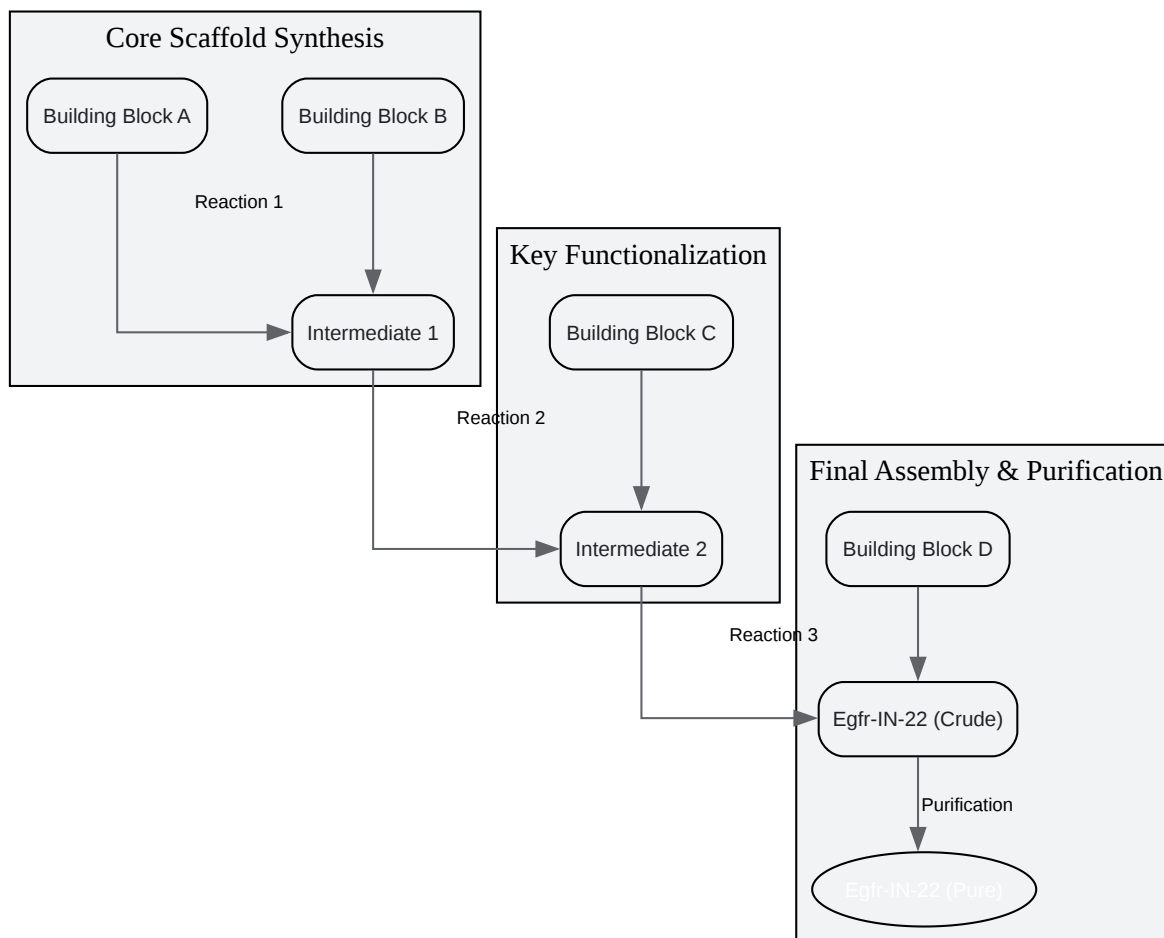 Core Scaffold Synthesis
Building Block A
Building Block B
Reaction 1
Intermediate 1
Key Functionalization
Building Block C
Reaction 2
Intermediate 2
Final Assembly & Purification
Building Block D
Reaction 3
Egfr-IN-22 (Crude)
Purification
Egfr-IN-22 (Pure)